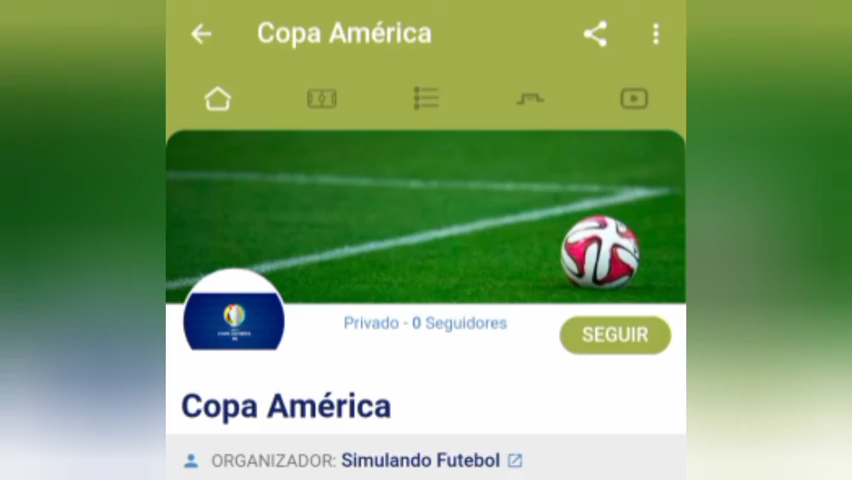 Copa América
Privado - 0 Seguidores
SEGUIR
Copa América
ORGANIZADOR: Simulando Futebol